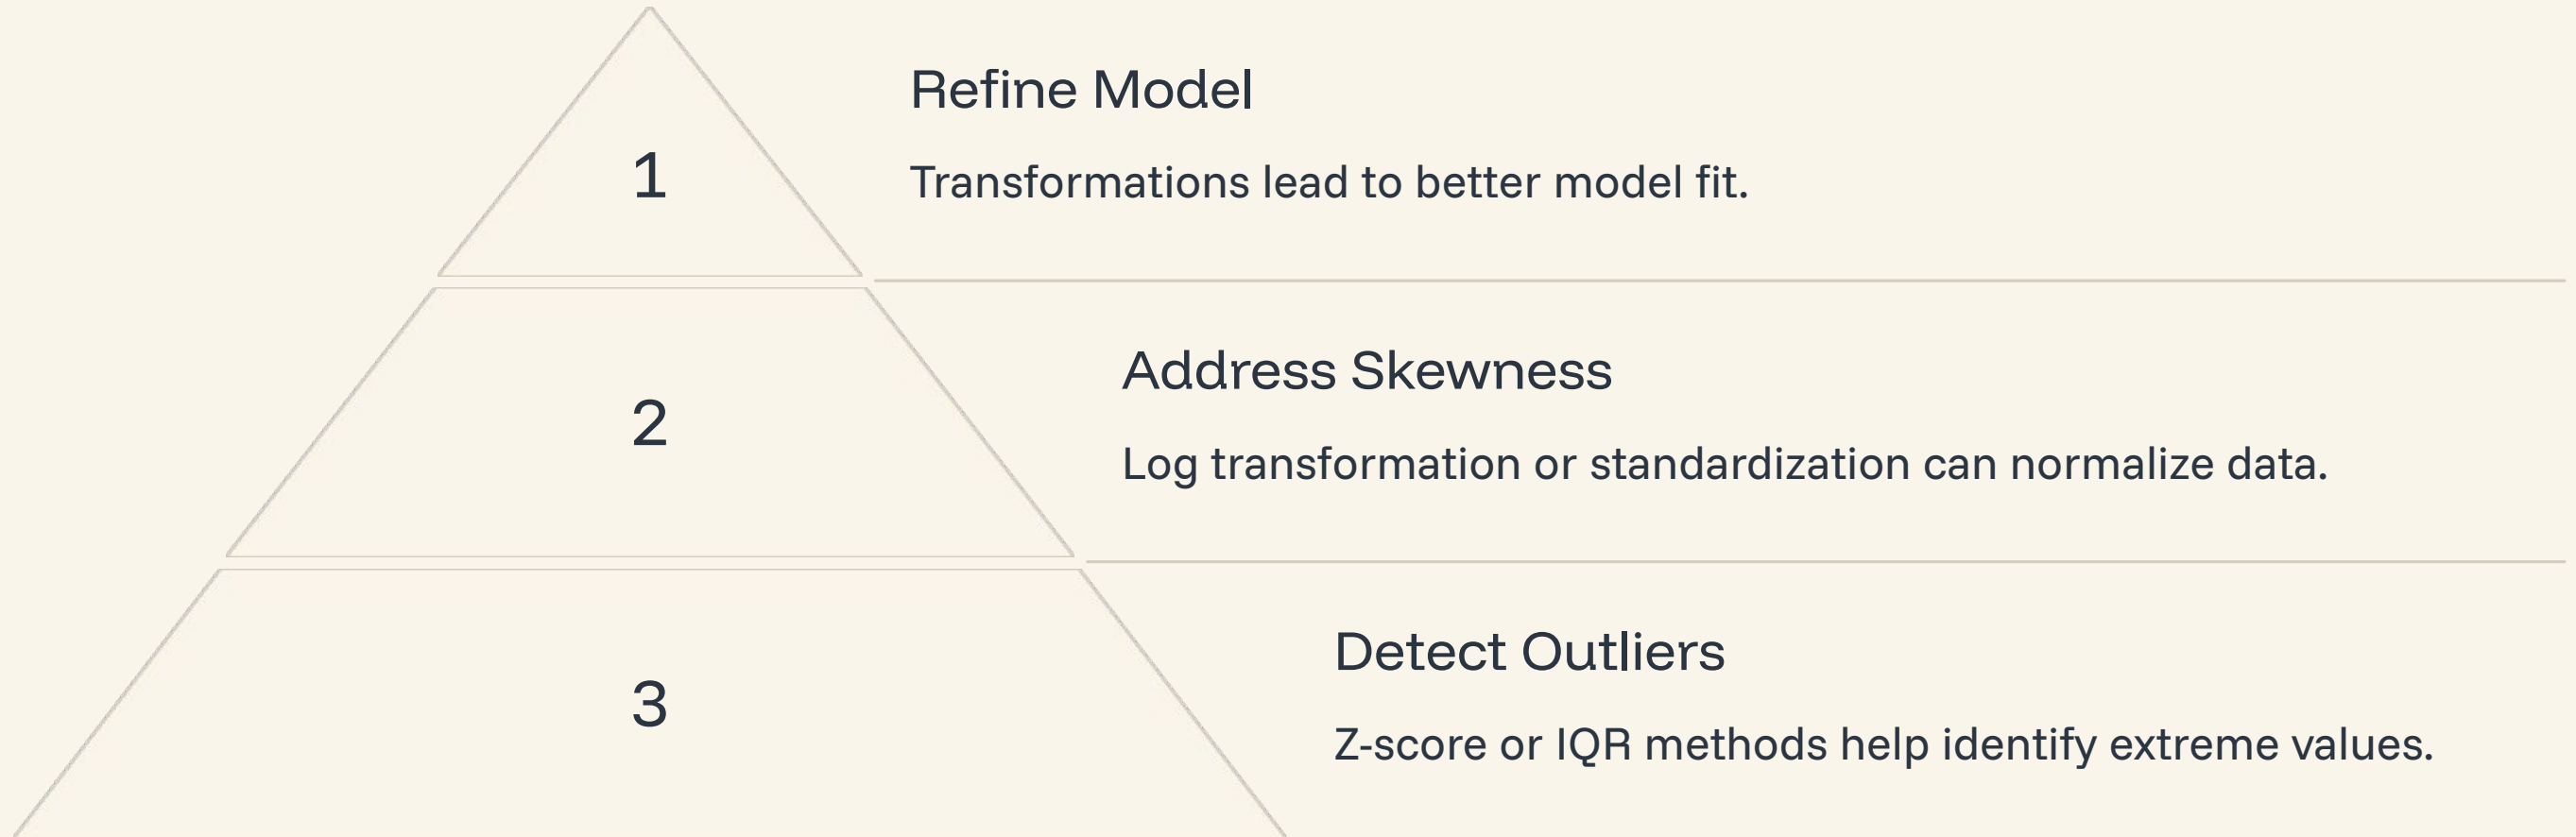 1
Refine Model
Transformations lead to better model fit.
2
Address Skewness
Log transformation or standardization can normalize data.
3
Detect Outliers
Z-score or IQR methods help identify extreme values.